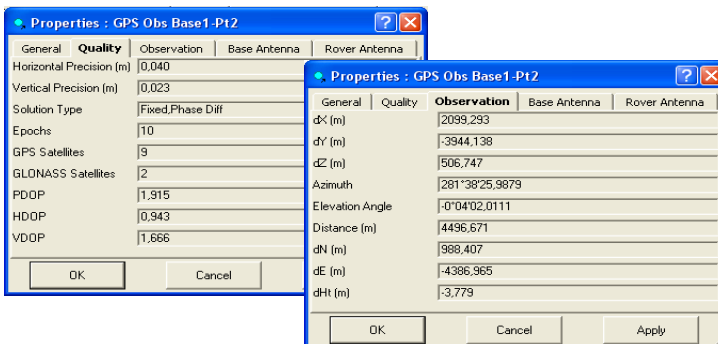 Properties : GPS Obs Base1-Pt2
General Quality Observation Base Antenna Rover Antenna
Horizontal Precision (m) 0,040
Vertical Precision (m) 0,023
Solution Type Fixed,Phase Diff
Epochs 10
GPS Satellites 9
GLONASS Satellites 2
PDOP 1,915
HDOP 0,943
VDOP 1,666
OK Cancel
Properties : GPS Obs Base1-Pt2
General Quality Observation Base Antenna Rover Antenna
dX (m) 2099,293
dY (m) -3944,138
dZ (m) 506,747
Azimuth 281°38'25,9879
Elevation Angle -0°04'02,0111
Distance (m) 4496,671
dN (m) 988,407
dE (m) -4386,965
dHt (m) -3,779
OK Cancel Apply